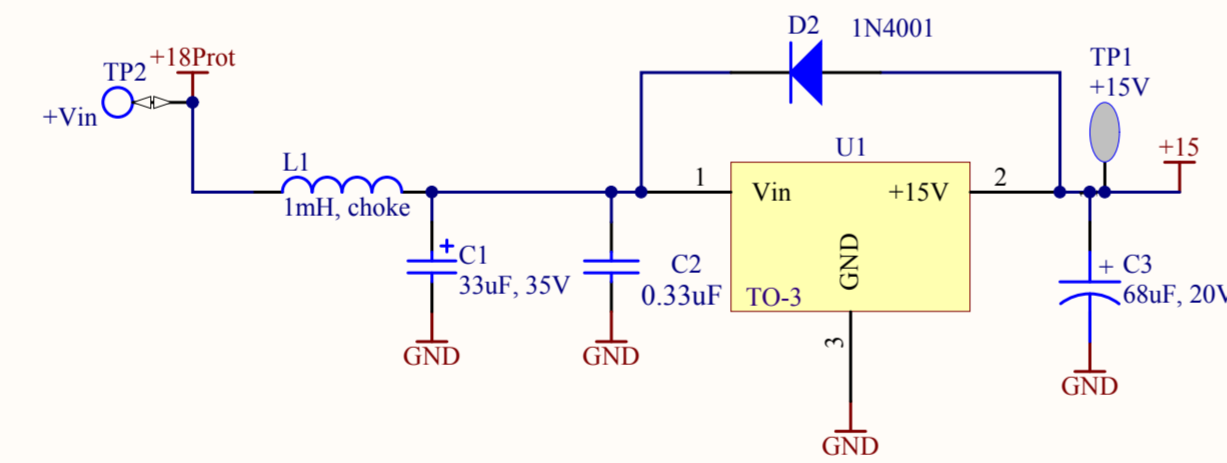 D2 1N4001
+18Prot
TP2
+Vin
TP1
+15V
L1
1mH, choke
U1
1
Vin
+15V
2
+15
GND
TO-3
3
+
C1
33uF, 35V
C2
0.33uF
+
C3
68uF, 20V
GND
GND
GND
GND